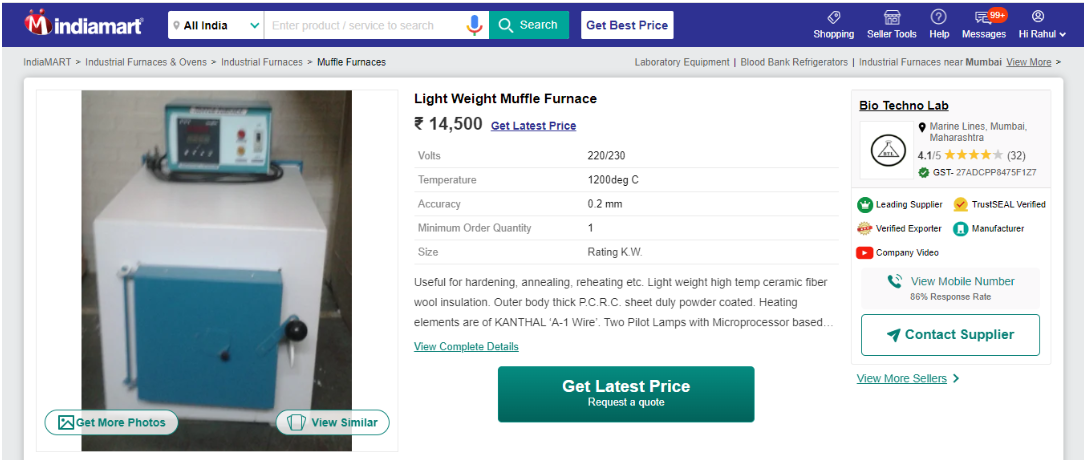 indiamart
All India
Enter product / service to search
Search
Get Best Price
Shopping
Seller Tools
Help
99+
Messages
Hi Rahul
IndiaMART > Industrial Furnaces & Ovens > Industrial Furnaces > Muffle Furnaces
Laboratory Equipment | Blood Bank Refrigerators | Industrial Furnaces near Mumbai View More >
Get More Photos
View Similar
Light Weight Muffle Furnace
₹ 14,500 Get Latest Price
Volts 220/230
Temperature 1200deg C
Accuracy 0.2 mm
Minimum Order Quantity 1
Size Rating K.W.
Useful for hardening, annealing, reheating etc. Light weight high temp ceramic fiber
wool insulation. Outer body thick P.C.R.C. sheet duly powder coated. Heating
elements are of KANTHAL ‘A-1 Wire’. Two Pilot Lamps with Microprocessor based...
View Complete Details
Get Latest Price
Request a quote
Bio Techno Lab
Marine Lines, Mumbai,
Maharashtra
4.1/5 (32)
GST- 27ADCPP8475F1Z7
Leading Supplier
TrustSEAL Verified
Verified Exporter
Manufacturer
Company Video
View Mobile Number
86% Response Rate
Contact Supplier
View More Sellers >